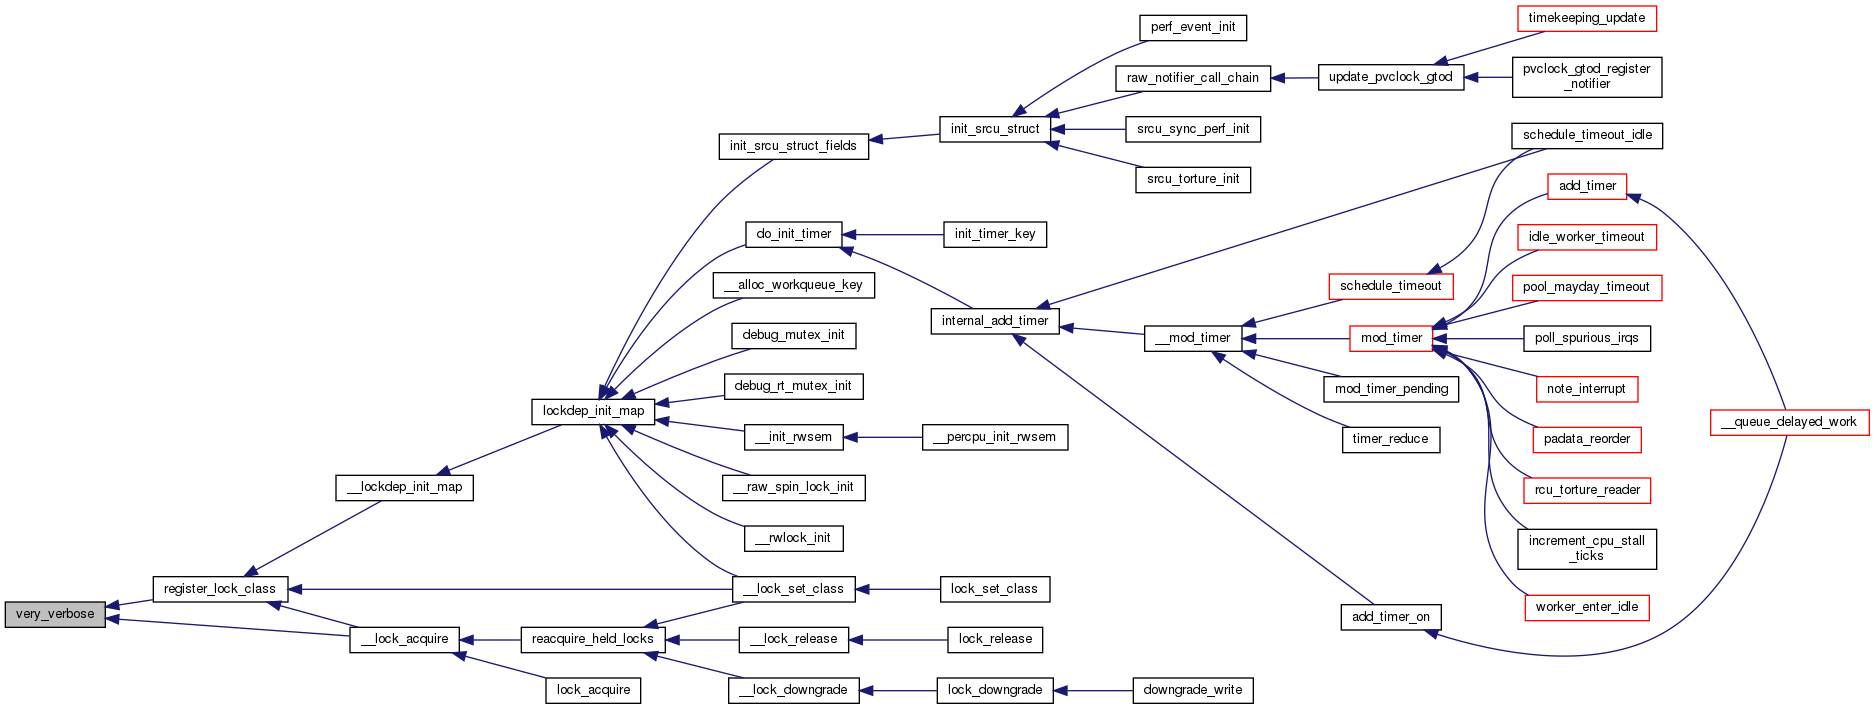 perf_event_init
timekeeping_update
raw_notifier_call_chain
update_pvclock_gtod
pvclock_gtod_register
_notifier
init_srcu_struct_fields
init_srcu_struct
srcu_sync_perf_init
srcu_torture_init
schedule_timeout_idle
add_timer
do_init_timer
init_timer_key
idle_worker_timeout
__alloc_workqueue_key
schedule_timeout
pool_mayday_timeout
debug_mutex_init
internal_add_timer
__mod_timer
mod_timer
poll_spurious_irqs
debug_rt_mutex_init
mod_timer_pending
note_interrupt
lockdep_init_map
__init_rwsem
__percpu_init_rwsem
timer_reduce
padata_reorder
__queue_delayed_work
__lockdep_init_map
__raw_spin_lock_init
rcu_torture_reader
__rwlock_init
increment_cpu_stall
_ticks
register_lock_class
__lock_set_class
lock_set_class
very_verbose
worker_enter_idle
add_timer_on
__lock_acquire
reacquire_held_locks
__lock_release
lock_release
lock_acquire
__lock_downgrade
lock_downgrade
downgrade_write